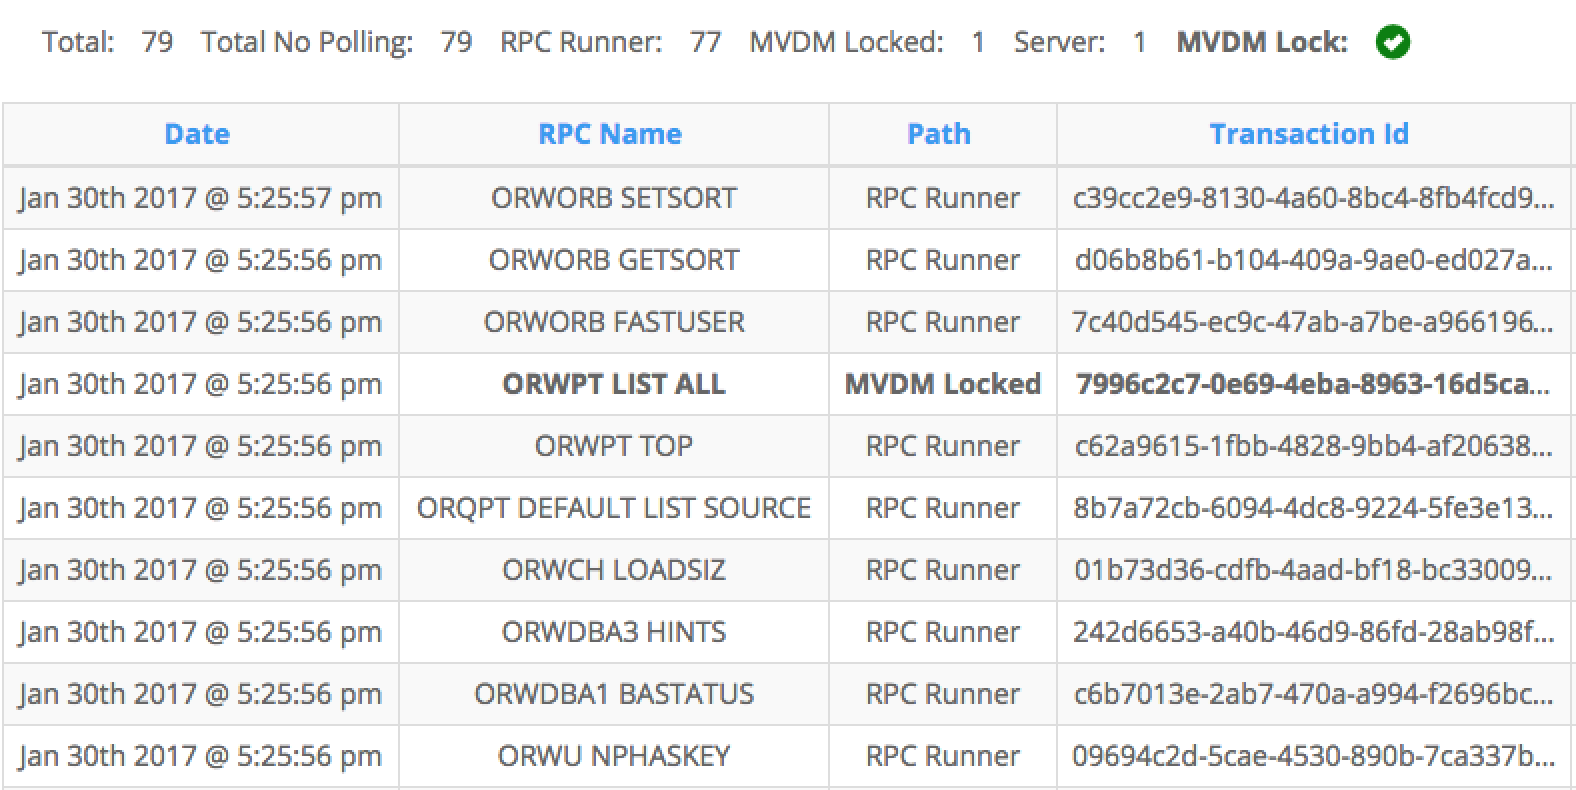 Total: 79 Total No Polling: 79 RPC Runner: 77 MVDM Locked: 1 Server: 1 MVDM Lock:
Date RPC Name Path Transaction Id
Jan 30th 2017 @ 5:25:57 pm ORWORB SETSORT RPC Runner c39cc2e9-8130-4a60-8bc4-8fb4fcd9...
Jan 30th 2017 @ 5:25:56 pm ORWORB GETSORT RPC Runner d06b8b61-b104-409a-9ae0-ed027a...
Jan 30th 2017 @ 5:25:56 pm ORWORB FASTUSER RPC Runner 7c40d545-ec9c-47ab-a7be-a966196...
Jan 30th 2017 @ 5:25:56 pm ORWPT LIST ALL MVDM Locked 7996c2c7-0e69-4eba-8963-16d5ca...
Jan 30th 2017 @ 5:25:56 pm ORWPT TOP RPC Runner c62a9615-1fbb-4828-9bb4-af20638...
Jan 30th 2017 @ 5:25:56 pm ORQPT DEFAULT LIST SOURCE RPC Runner 8b7a72cb-6094-4dc8-9224-5fe3e13...
Jan 30th 2017 @ 5:25:56 pm ORWCH LOADSIZ RPC Runner 01b73d36-cdfb-4aad-bf18-bc33009...
Jan 30th 2017 @ 5:25:56 pm ORWDBA3 HINTS RPC Runner 242d6653-a40b-46d9-86fd-28ab98f...
Jan 30th 2017 @ 5:25:56 pm ORWDBA1 BASTATUS RPC Runner c6b7013e-2ab7-470a-a994-f2696bc...
Jan 30th 2017 @ 5:25:56 pm ORWU NPHASKEY RPC Runner 09694c2d-5cae-4530-890b-7ca337b...